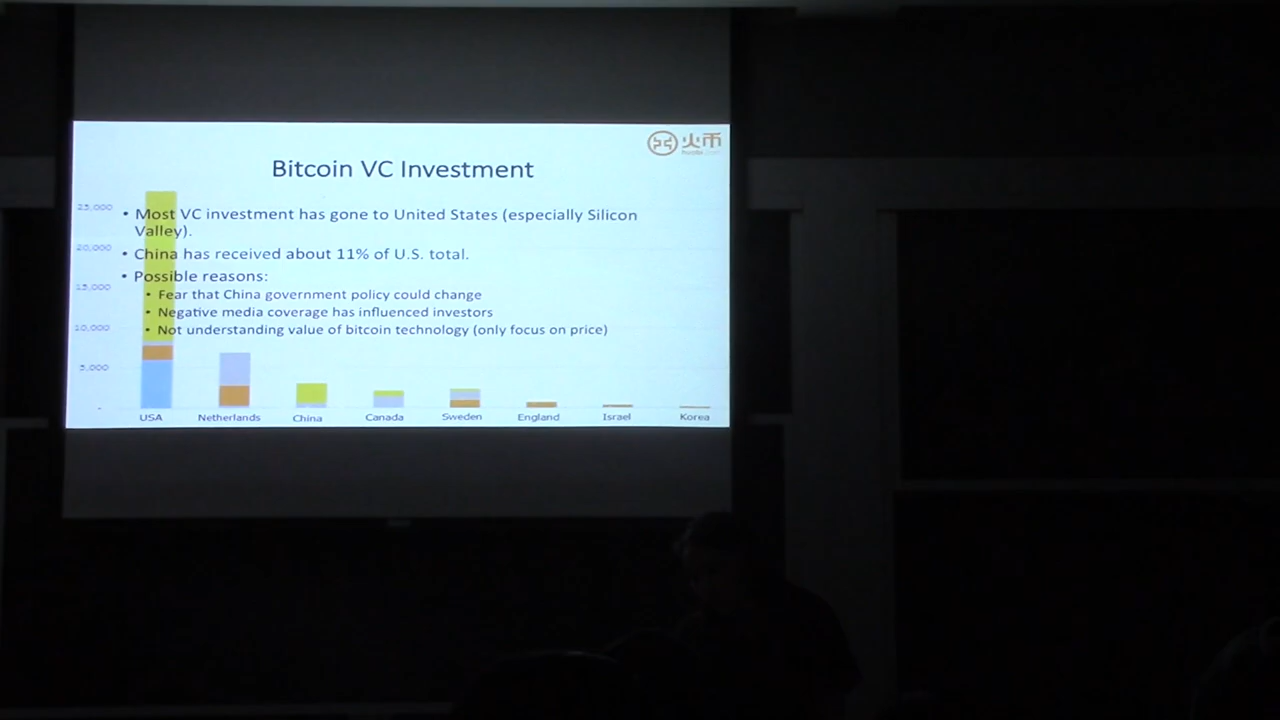 火币
Bitcoin VC Investment
25,000
• Most VC investment has gone to United States (especially Silicon
Valley).
20,000
• China has received about 11% of U.S. total.
• Possible reasons:
15,000
• Fear that China government policy could change
• Negative media coverage has influenced investors
10,000
• Not understanding value of bitcoin technology (only focus on price)
5,000
-
USA Netherlands China Canada Sweden England Israel Korea